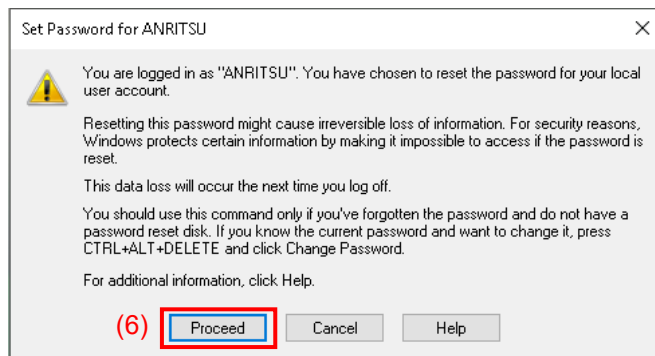 Set Password for ANRITSU
You are logged in as "ANRITSU". You have chosen to reset the password for your local
user account.
Resetting this password might cause irreversible loss of information. For security reasons,
Windows protects certain information by making it impossible to access if the password is
reset.
This data loss will occur the next time you log off.
You should use this command only if you've forgotten the password and do not have a
password reset disk. If you know the current password and want to change it, press
CTRL+ALT+DELETE and click Change Password.
For additional information, click Help.
(6) Proceed Cancel Help